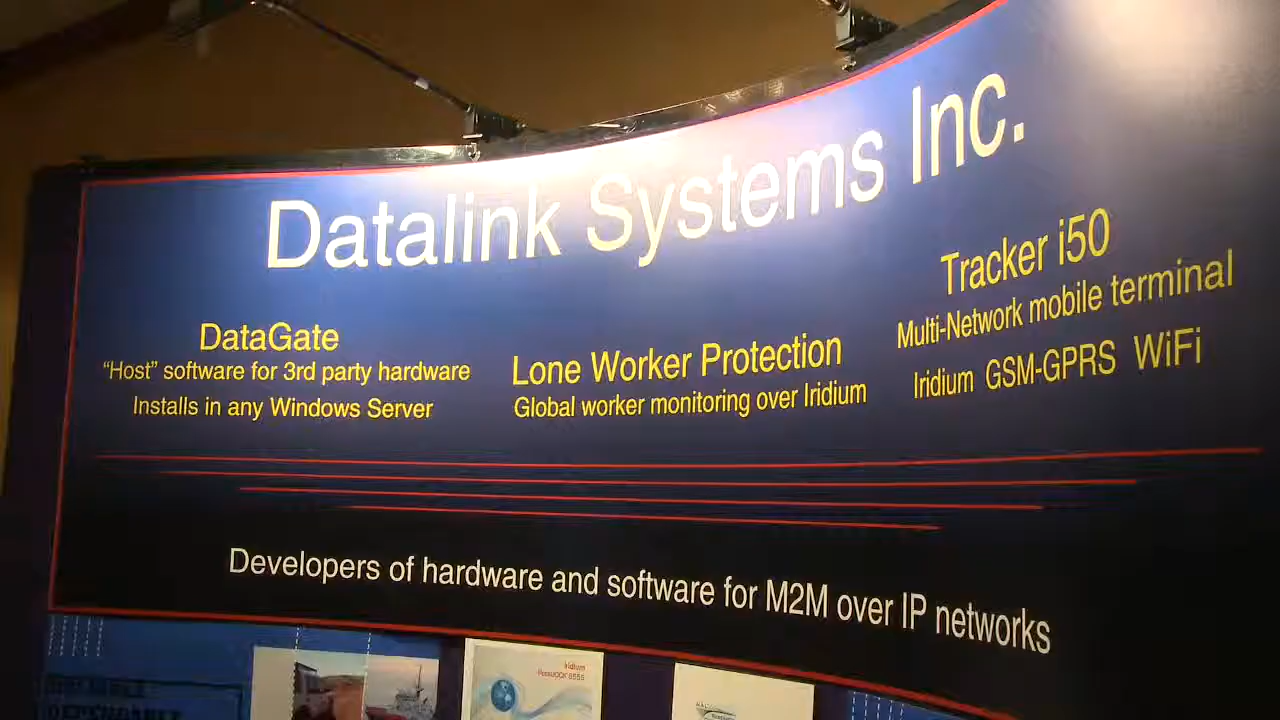 Datalink Systems Inc.
DataGate
“Host” software for 3rd party hardware
Installs in any Windows Server
Lone Worker Protection
Global worker monitoring over Iridium
Tracker i50
Multi-Network mobile terminal
Iridium GSM-GPRS WiFi
Developers of hardware and software for M2M over IP networks
Iridium